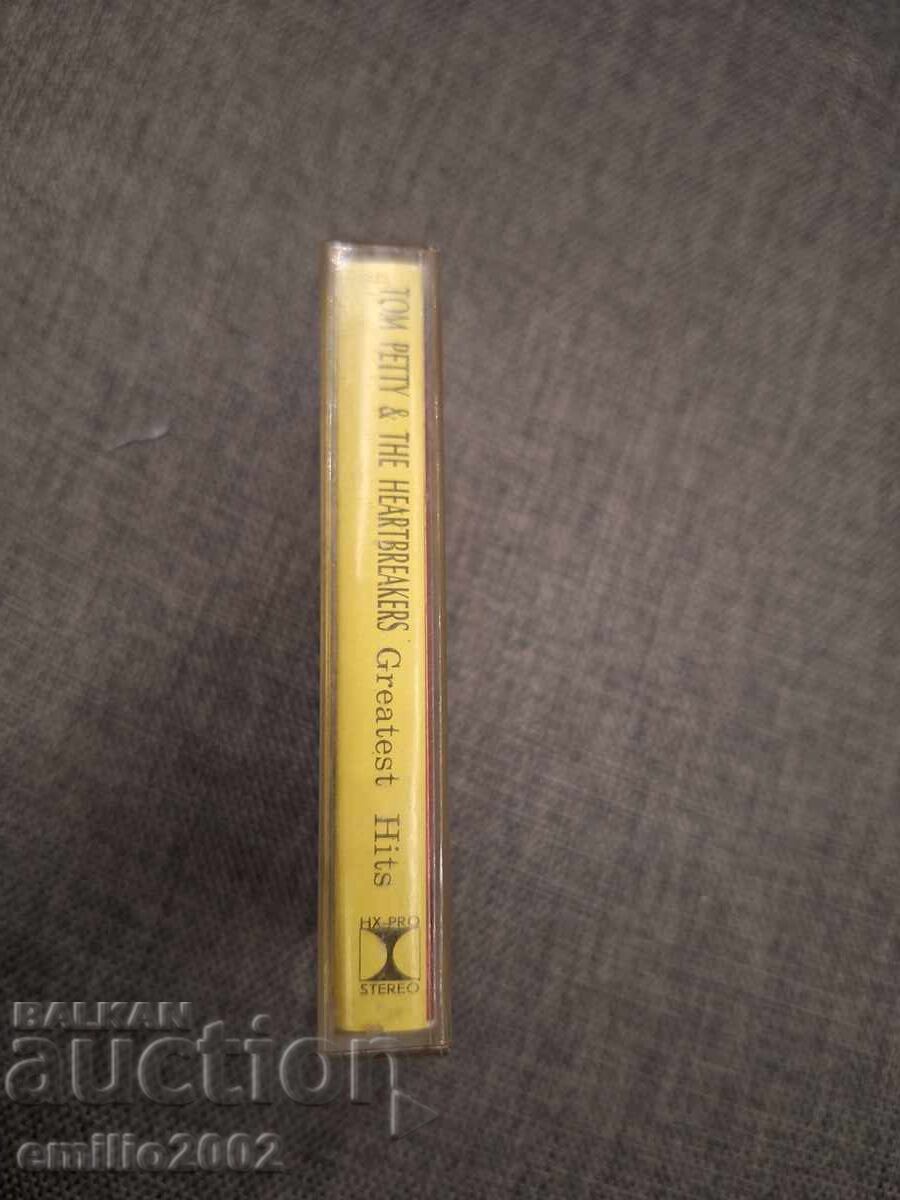 TOM PETTY & THE HEARTBREAKERS Greatest Hits
HX PRO
STEREO
BALKAN
auction
emilio2002